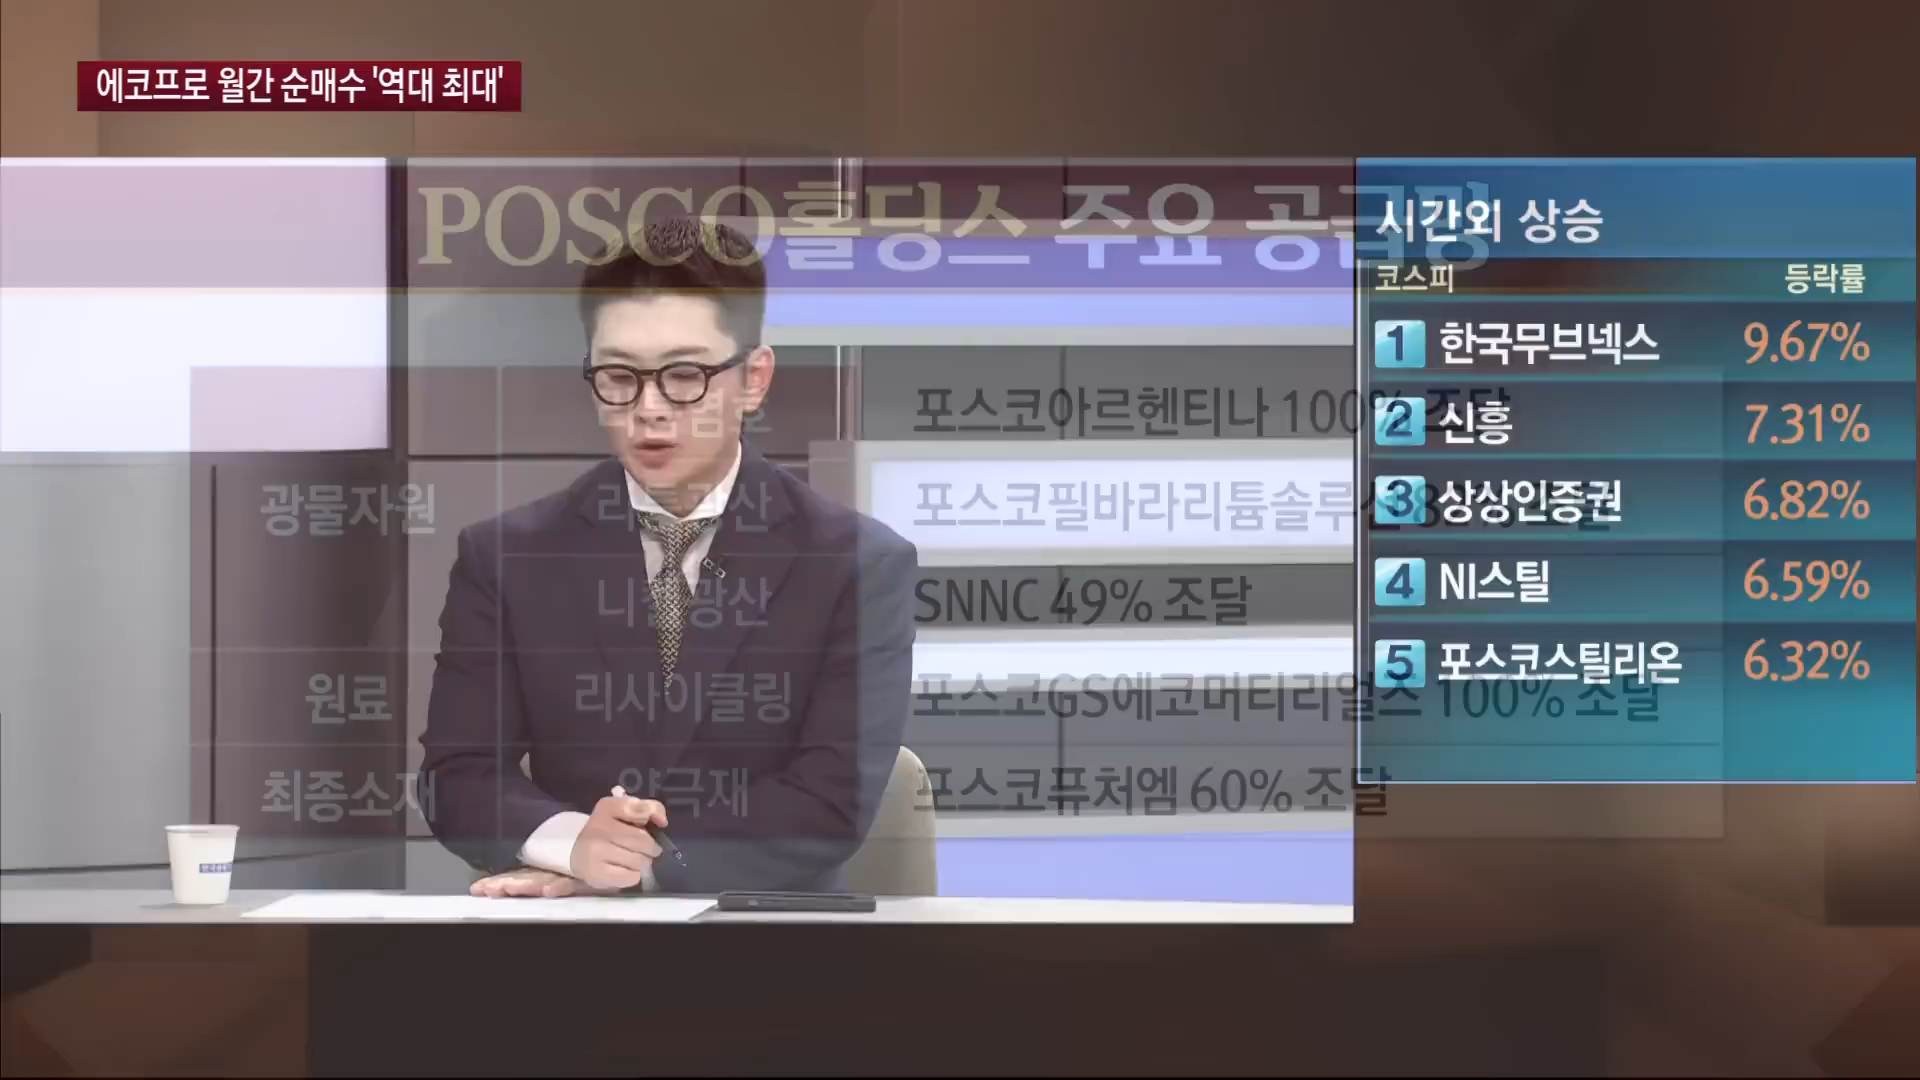 에코프로 월간 순매수 '역대 최대'
POSCO홀딩스 주요 공급망
시간외 상승
코스피 등락률
1 한국무브넥스 9.67%
2 신흥 7.31%
3 상상인증권 6.82%
4 NI스틸 6.59%
5 포스코스틸리온 6.32%
포스코아르헨티나 100% 조달
광물자원 포스코필바라리튬솔루션
니켈광산 SNNC 49% 조달
원료 리사이클링 포스코GS에코머티리얼즈 100% 조달
최종소재 양극재 포스코퓨처엠 60% 조달